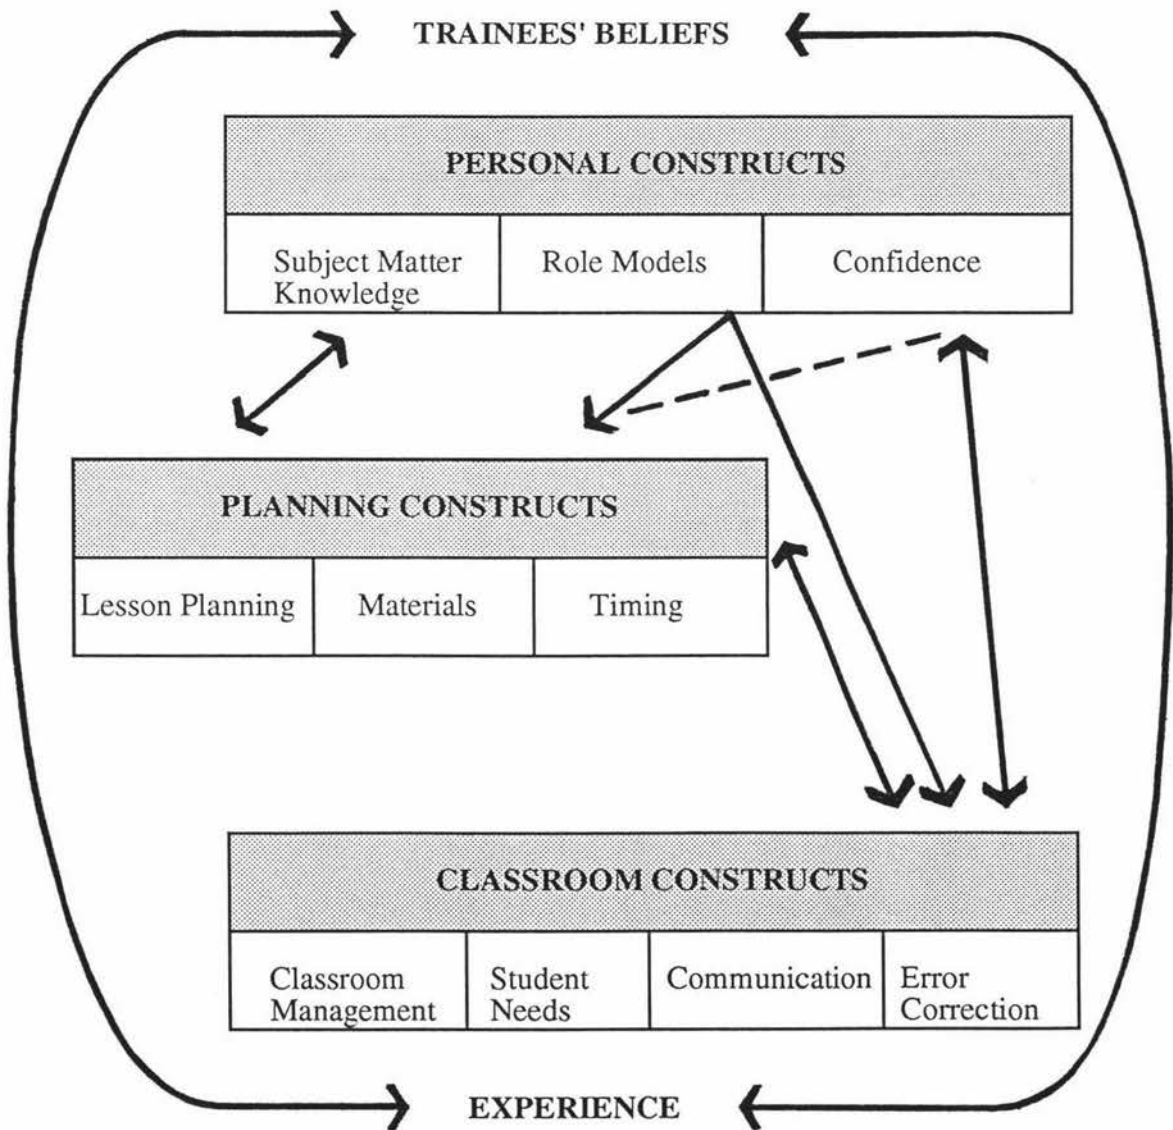 TRAINEES' BELIEFS
PERSONAL CONSTRUCTS
Subject Matter
Knowledge
Role Models
Confidence
PLANNING CONSTRUCTS
Lesson Planning
Materials
Timing
CLASSROOM CONSTRUCTS
Classroom
Management
Student
Needs
Communication
Error
Correction
EXPERIENCE